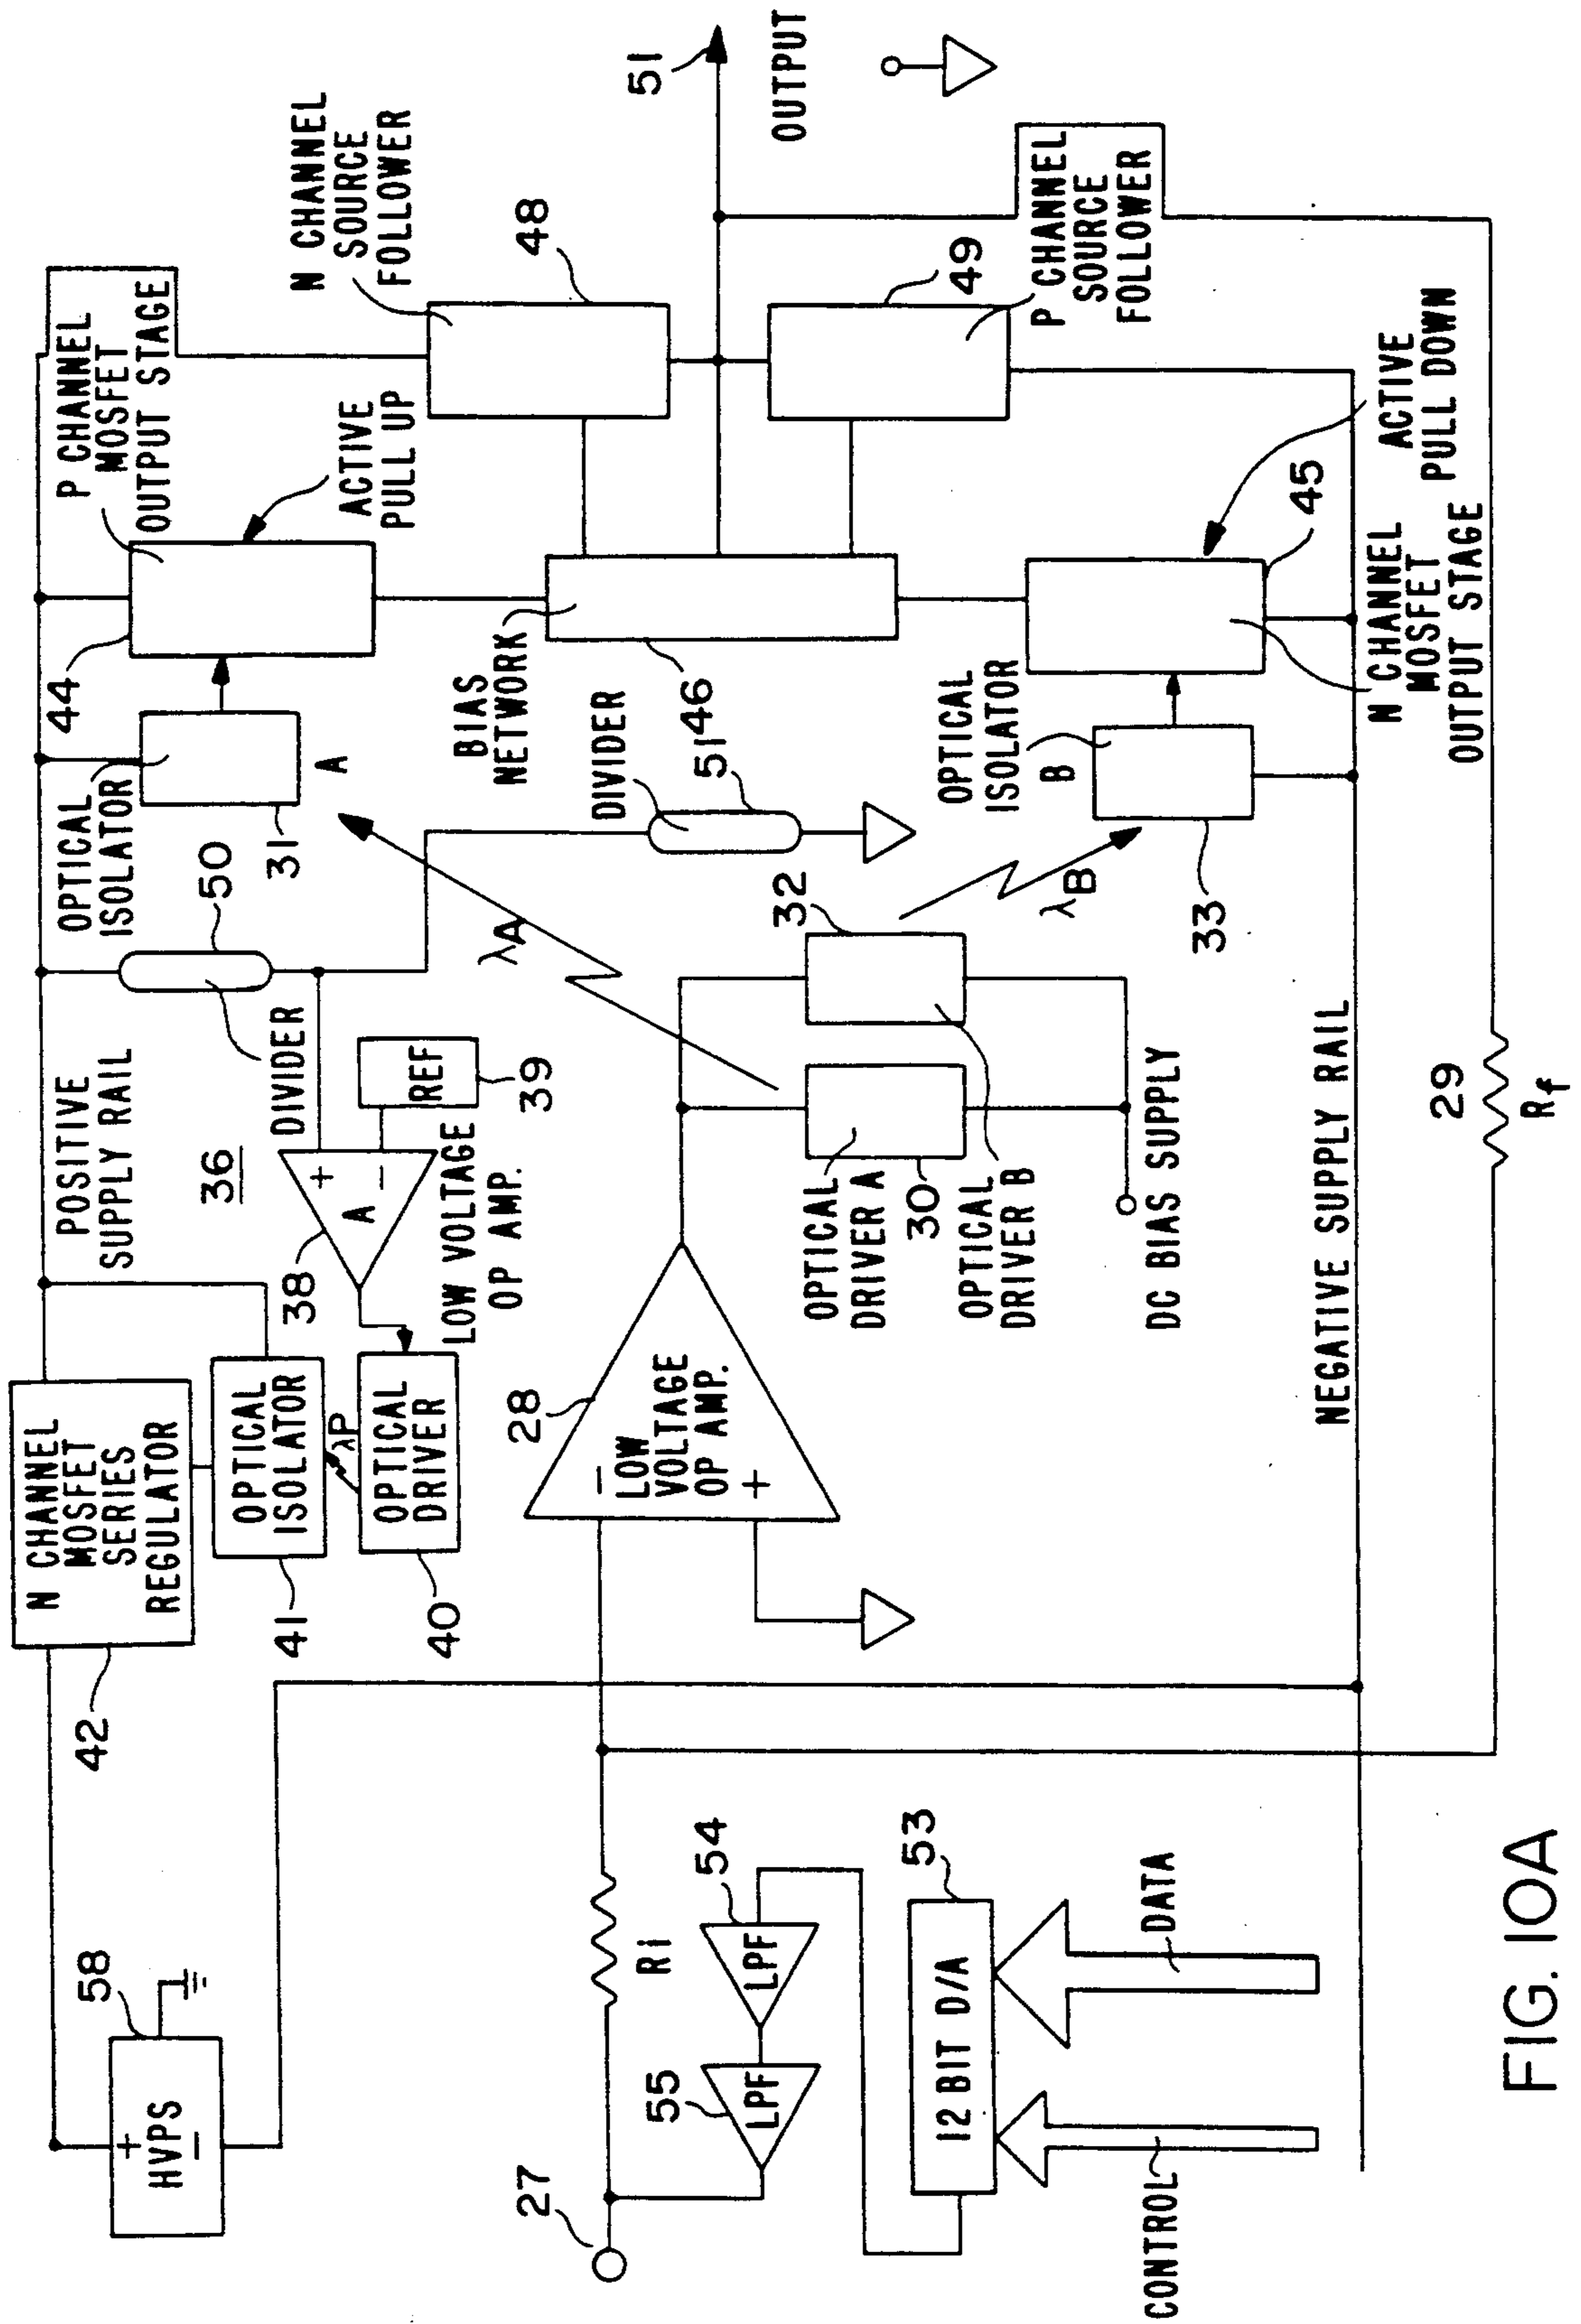 58
+
HVPS
−
42
N CHANNEL
MOSFET
SERIES
REGULATOR
41
OPTICAL
ISOLATOR
λP
40
OPTICAL
DRIVER
POSITIVE
SUPPLY RAIL
36
38
A
+
−
LOW VOLTAGE
OP AMP.
REF
39
DIVIDER
50
OPTICAL
ISOLATOR
31
A
44
P CHANNEL
MOSFET
OUTPUT STAGE
ACTIVE
PULL UP
N CHANNEL
SOURCE
FOLLOWER
48
51
OUTPUT
BIAS
NETWORK
46
DIVIDER
51
λA
49
P CHANNEL
SOURCE
FOLLOWER
27
Ri
55
LPF
54
LPF
53
12 BIT D/A
CONTROL
DATA
28
−
LOW
VOLTAGE
OP AMP.
+
OPTICAL
DRIVER A
30
OPTICAL
DRIVER B
32
DC BIAS SUPPLY
λB
OPTICAL
ISOLATOR
B
33
45
ACTIVE
PULL DOWN
N CHANNEL
MOSFET
OUTPUT STAGE
NEGATIVE SUPPLY RAIL
29
Rf
FIG. 10A